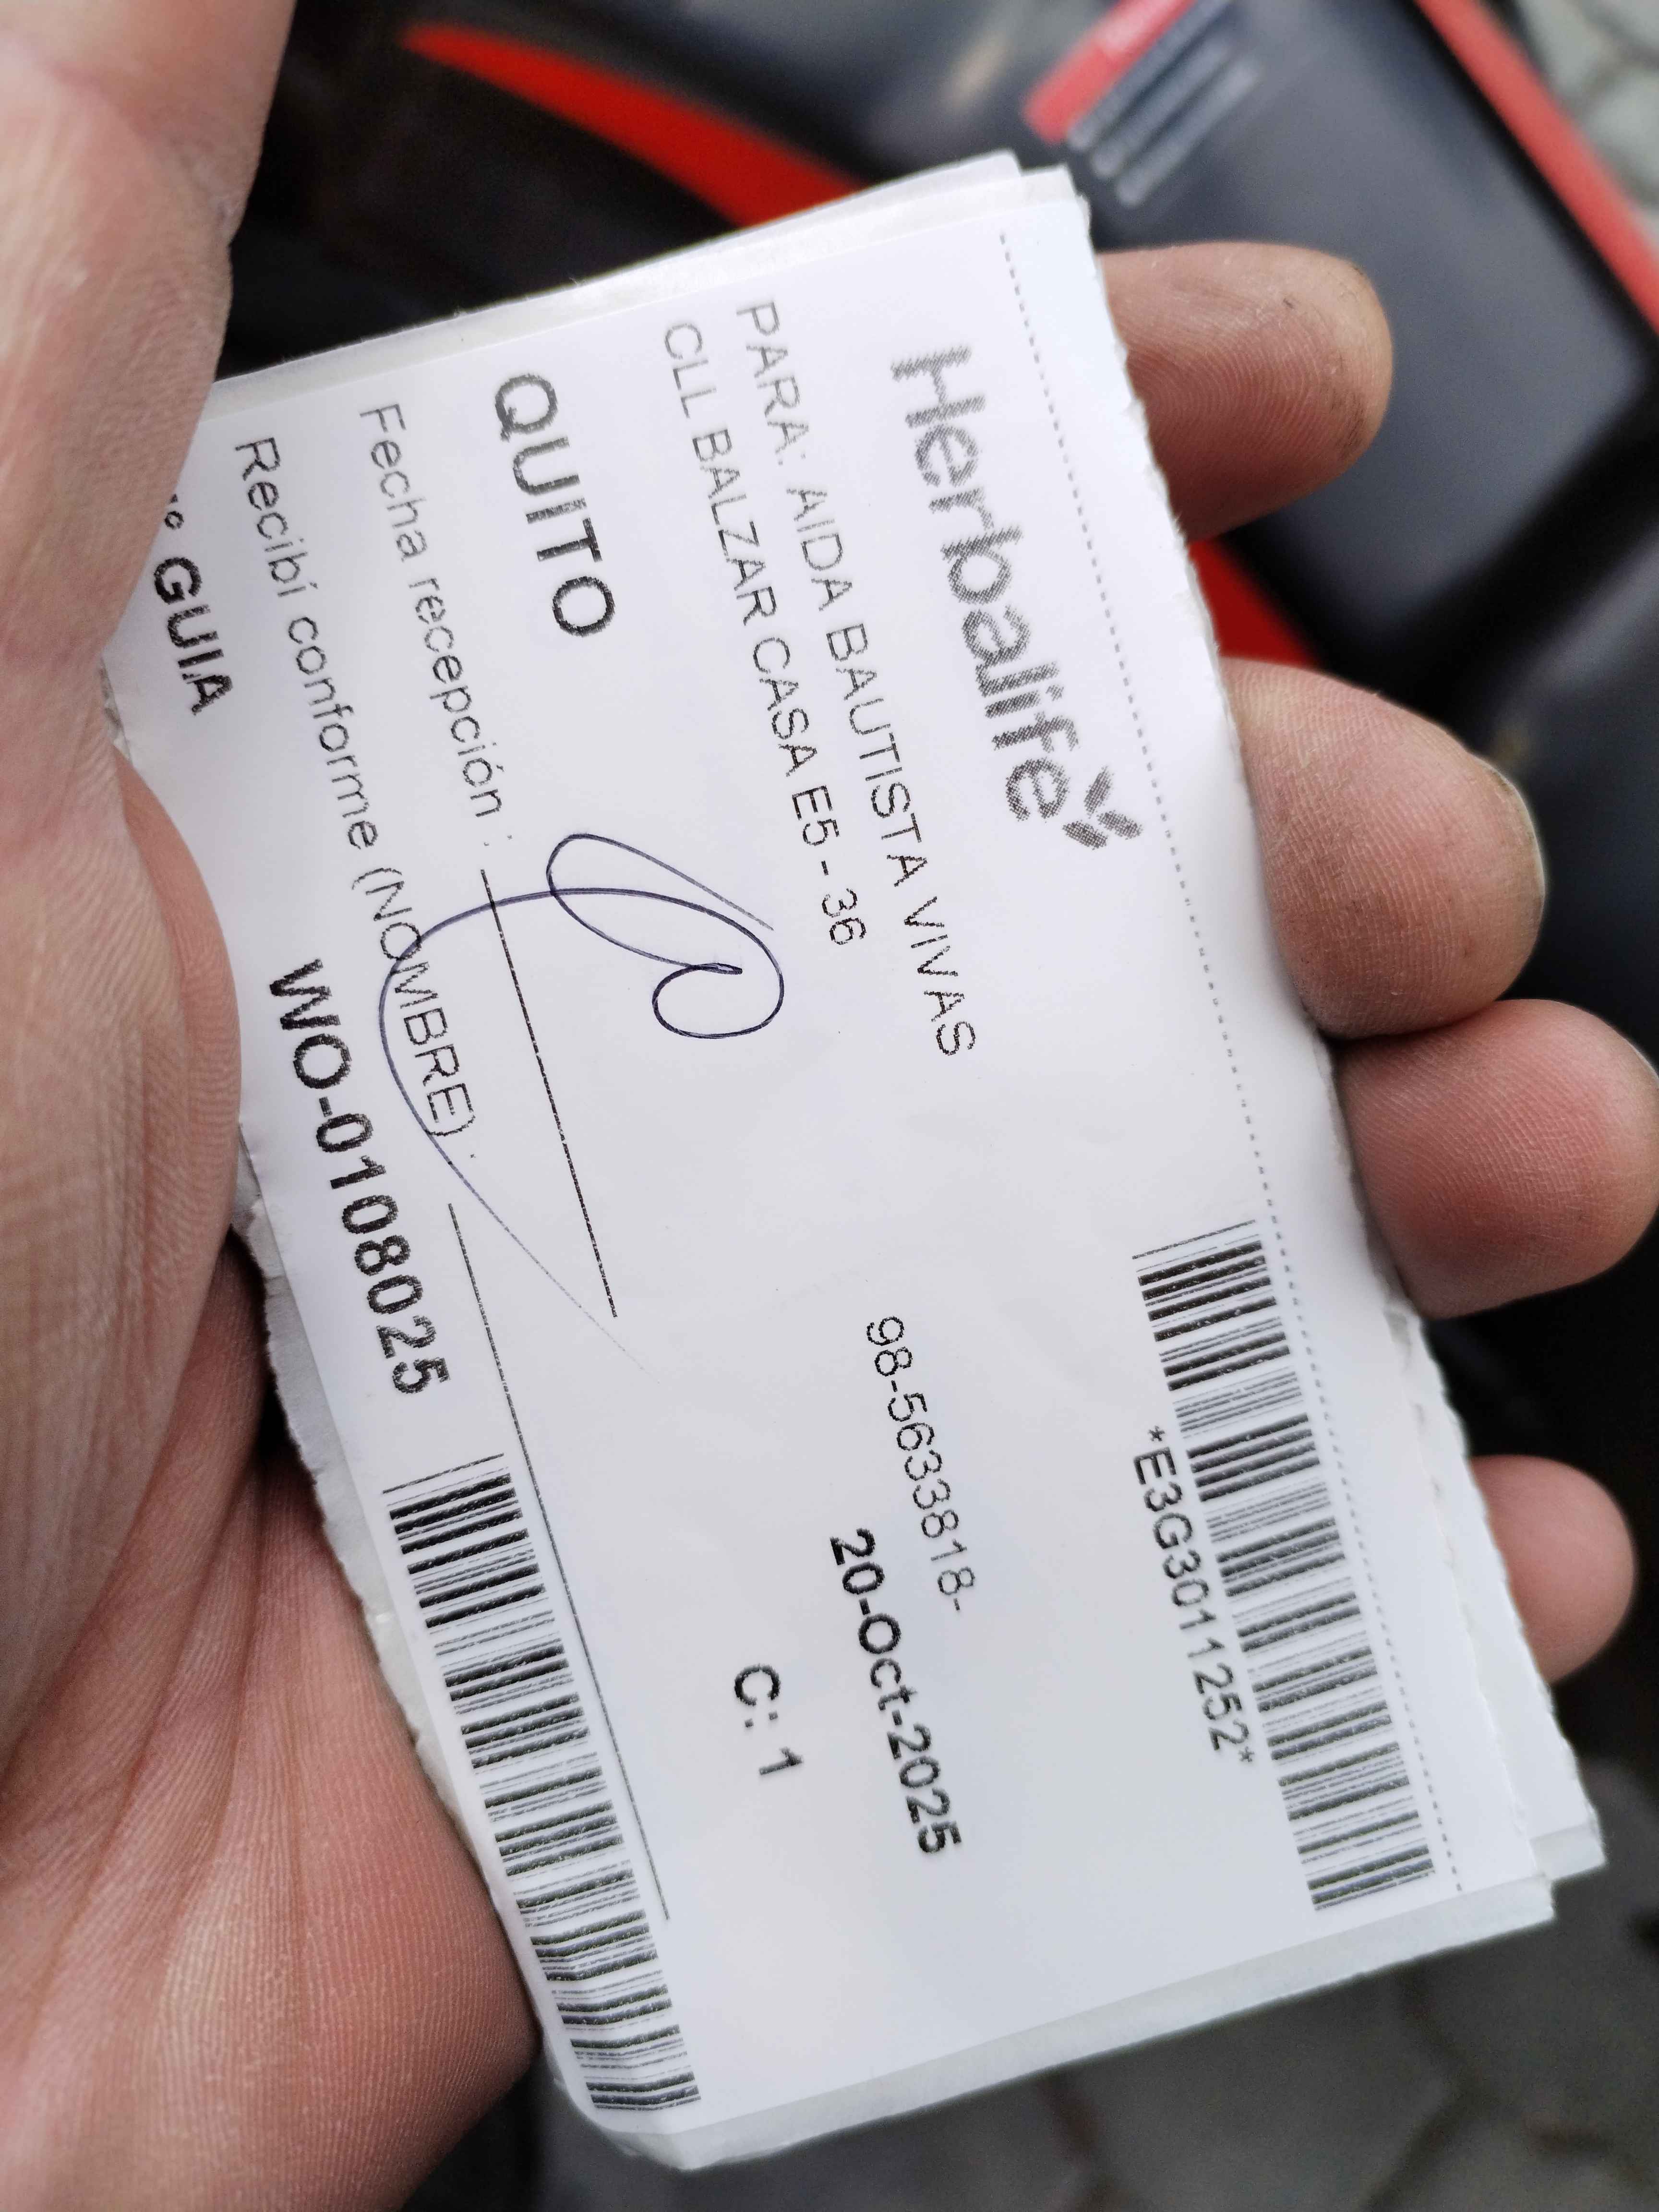 Herbalife
*E3G3011252*
PARA: AIDA BAUTISTA VIVAS
98-5633818-
CLL BALZAR CASA E5 - 36
20-Oct-2025
QUITO
C: 1
Fecha recepción :
Recibí conforme (NOMBRE) :
° GUIA WO-0108025